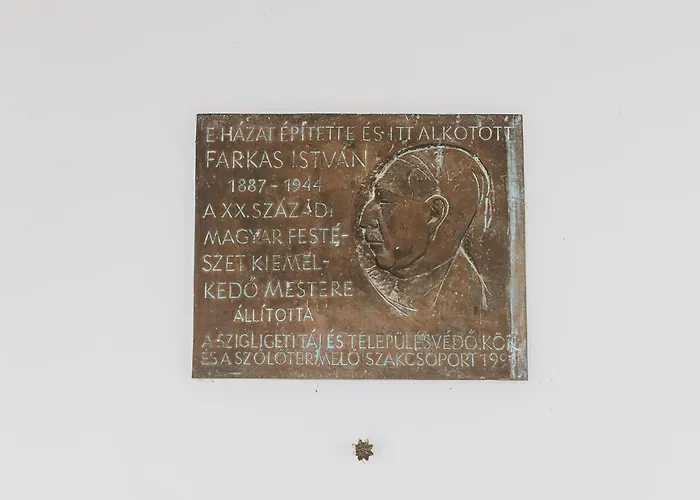 E HÁZAT ÉPÍTETTE ÉS ITT ALKOTOTT
FARKAS ISTVÁN
1887 - 1944
A XX. SZÁZADI
MAGYAR FESTÉ-
SZET KIEMEL-
KEDŐ MESTERE
ÁLLÍTOTTA
A SZIGLIGETI TÁJ ÉS TELEPÜLÉSVÉDŐ KÖR
ÉS A SZŐLŐTERMELŐ SZAKCSOPORT